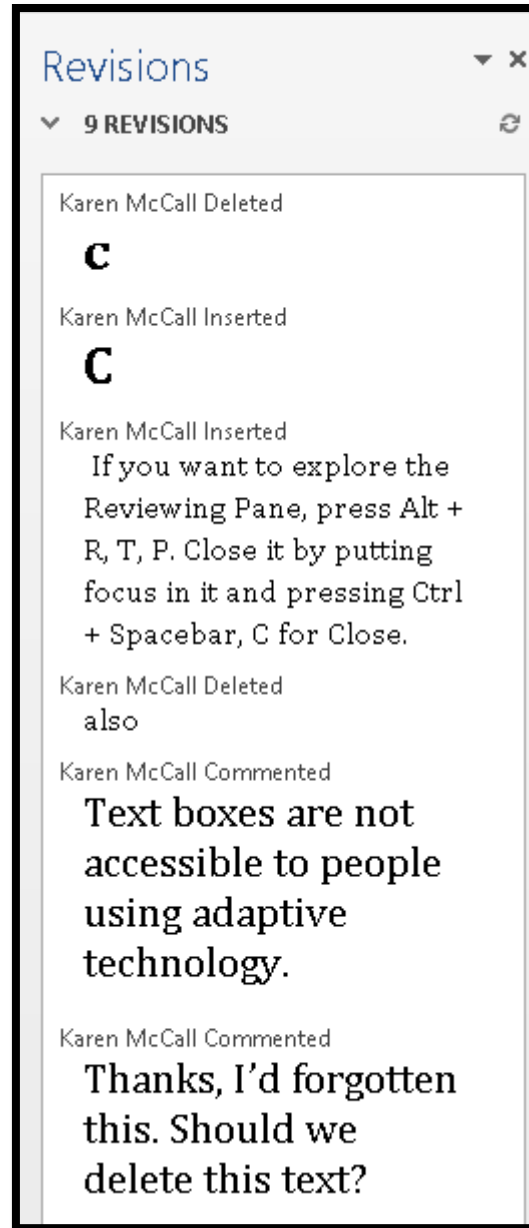 Revisions
9 REVISIONS
Karen McCall Deleted
c
Karen McCall Inserted
C
Karen McCall Inserted
If you want to explore the
Reviewing Pane, press Alt +
R, T, P. Close it by putting
focus in it and pressing Ctrl
+ Spacebar, C for Close.
Karen McCall Deleted
also
Karen McCall Commented
Text boxes are not
accessible to people
using adaptive
technology.
Karen McCall Commented
Thanks, I’d forgotten
this. Should we
delete this text?